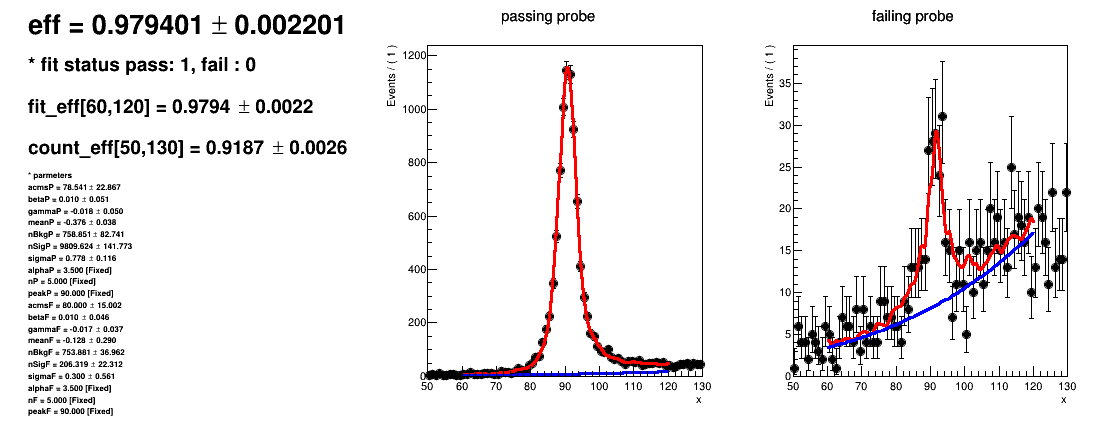 eff = 0.979401 ± 0.002201
* fit status pass: 1, fail : 0
fit_eff[60,120] = 0.9794 ± 0.0022
count_eff[50,130] = 0.9187 ± 0.0026
* parmeters
acmsP = 78.541 ± 22.867
betaP = 0.010 ± 0.051
gammaP = -0.018 ± 0.050
meanP = -0.376 ± 0.038
nBkgP = 758.851 ± 82.741
nSigP = 9809.624 ± 141.773
sigmaP = 0.778 ± 0.116
alphaP = 3.500 [Fixed]
nP = 5.000 [Fixed]
peakP = 90.000 [Fixed]
acmsF = 80.000 ± 15.002
betaF = 0.010 ± 0.046
gammaF = -0.017 ± 0.037
meanF = -0.128 ± 0.290
nBkgF = 753.881 ± 36.962
nSigF = 206.319 ± 22.312
sigmaF = 0.300 ± 0.561
alphaF = 3.500 [Fixed]
nF = 5.000 [Fixed]
peakF = 90.000 [Fixed]
passing probe
Events / ( 1 )
1200
1000
800
600
400
200
0
50 60 70 80 90 100 110 120 130
x
failing probe
Events / ( 1 )
35
30
25
20
15
10
5
0
50 60 70 80 90 100 110 120 130
x